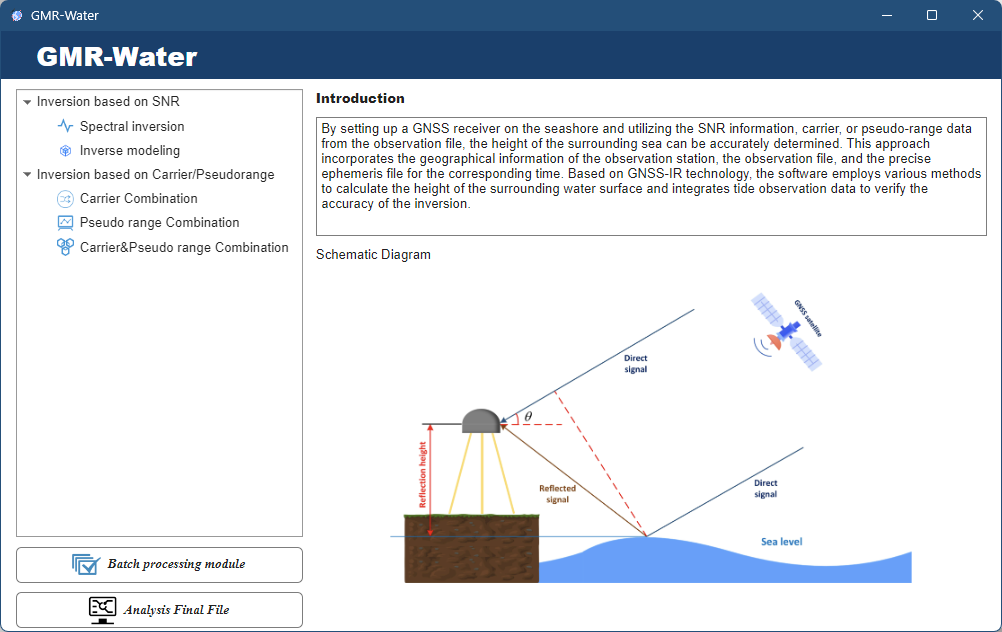 GMR-Water
GMR-Water
Inversion based on SNR
Spectral inversion
Inverse modeling
Inversion based on Carrier/Pseudorange
Carrier Combination
Pseudo range Combination
Carrier&Pseudo range Combination
Batch processing module
Analysis Final File
Introduction
By setting up a GNSS receiver on the seashore and utilizing the SNR information, carrier, or pseudo-range data
from the observation file, the height of the surrounding sea can be accurately determined. This approach
incorporates the geographical information of the observation station, the observation file, and the precise
ephemeris file for the corresponding time. Based on GNSS-IR technology, the software employs various methods
to calculate the height of the surrounding water surface and integrates tide observation data to verify the
accuracy of the inversion.
Schematic Diagram
GNSS satellite
Direct
signal
θ
Reflection height
Reflected
signal
Direct
signal
Sea level